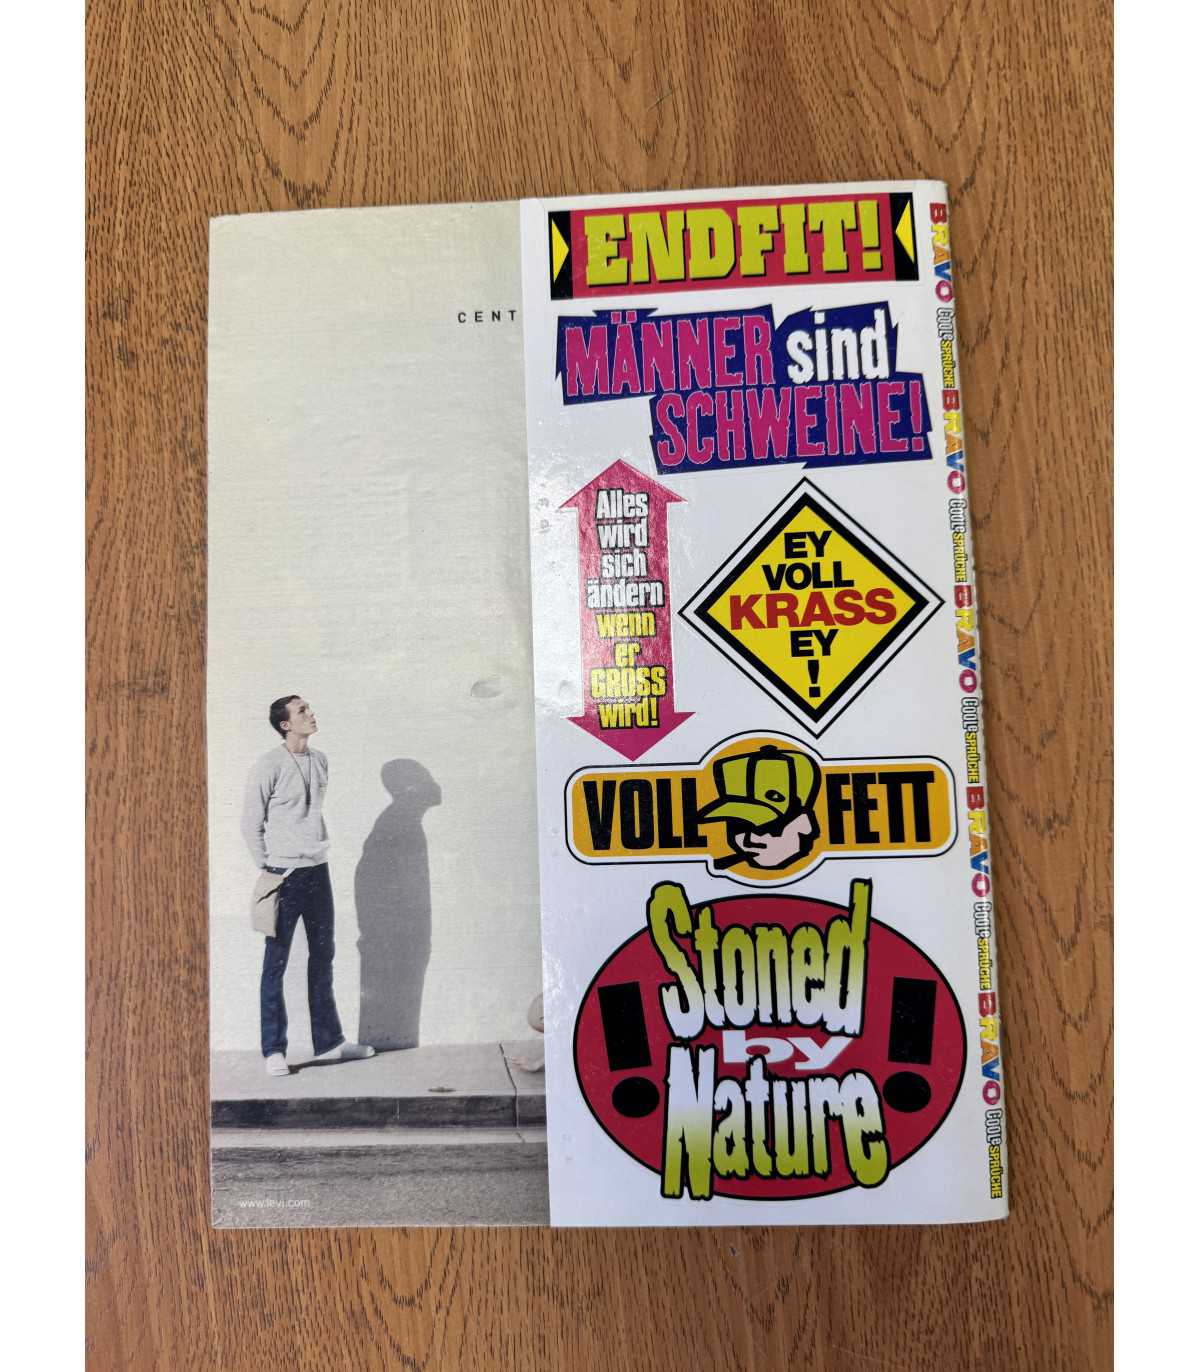 CENT
www.levi.com
ENDFIT!
MÄNNER sind
SCHWEINE!
Alles
wird
sich
ändern
wenn
er
GROSS
wird!
EY
VOLL
KRASS
EY
!
VOLL FETT
! Stoned !
by
Nature
BRAVO Coole SPRÜCHE BRAVO Coole SPRÜCHE BRAVO Coole SPRÜCHE BRAVO Coole SPRÜCHE BRAVO Coole SPRÜCHE